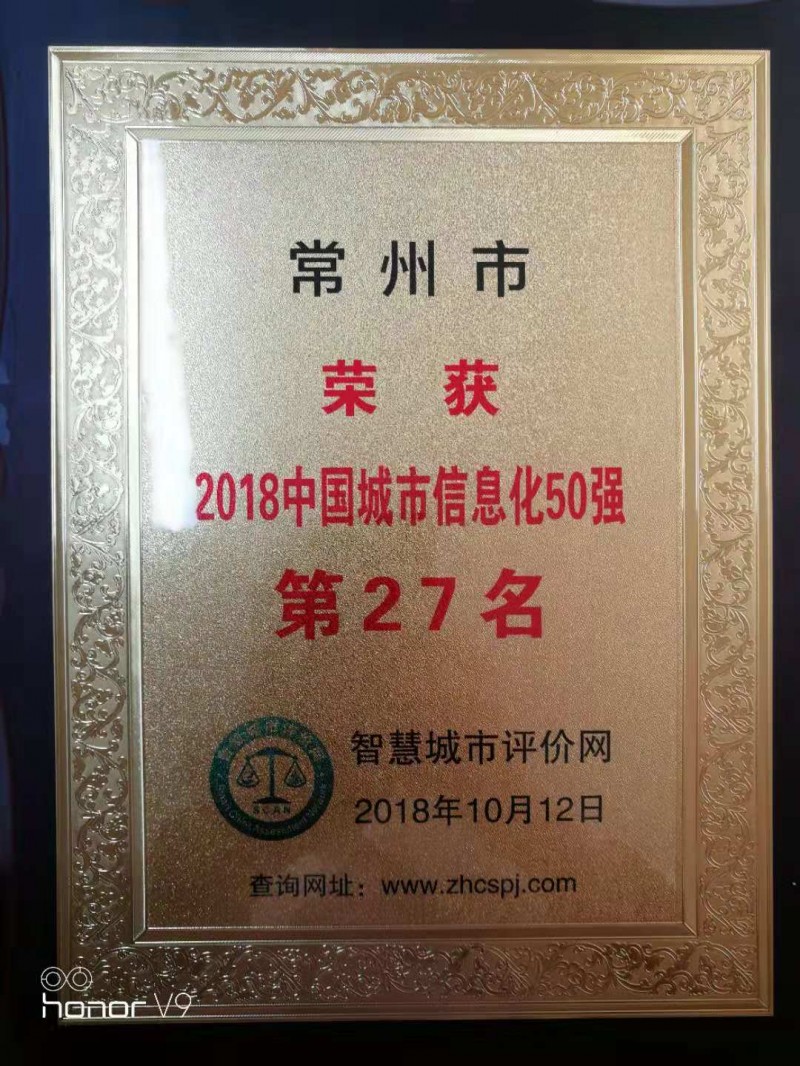 常州市
荣获
2018中国城市信息化50强
第27名
智慧城市评价网
2018年10月12日
SCAN
查询网址：www.zhcspj.com
honor V9